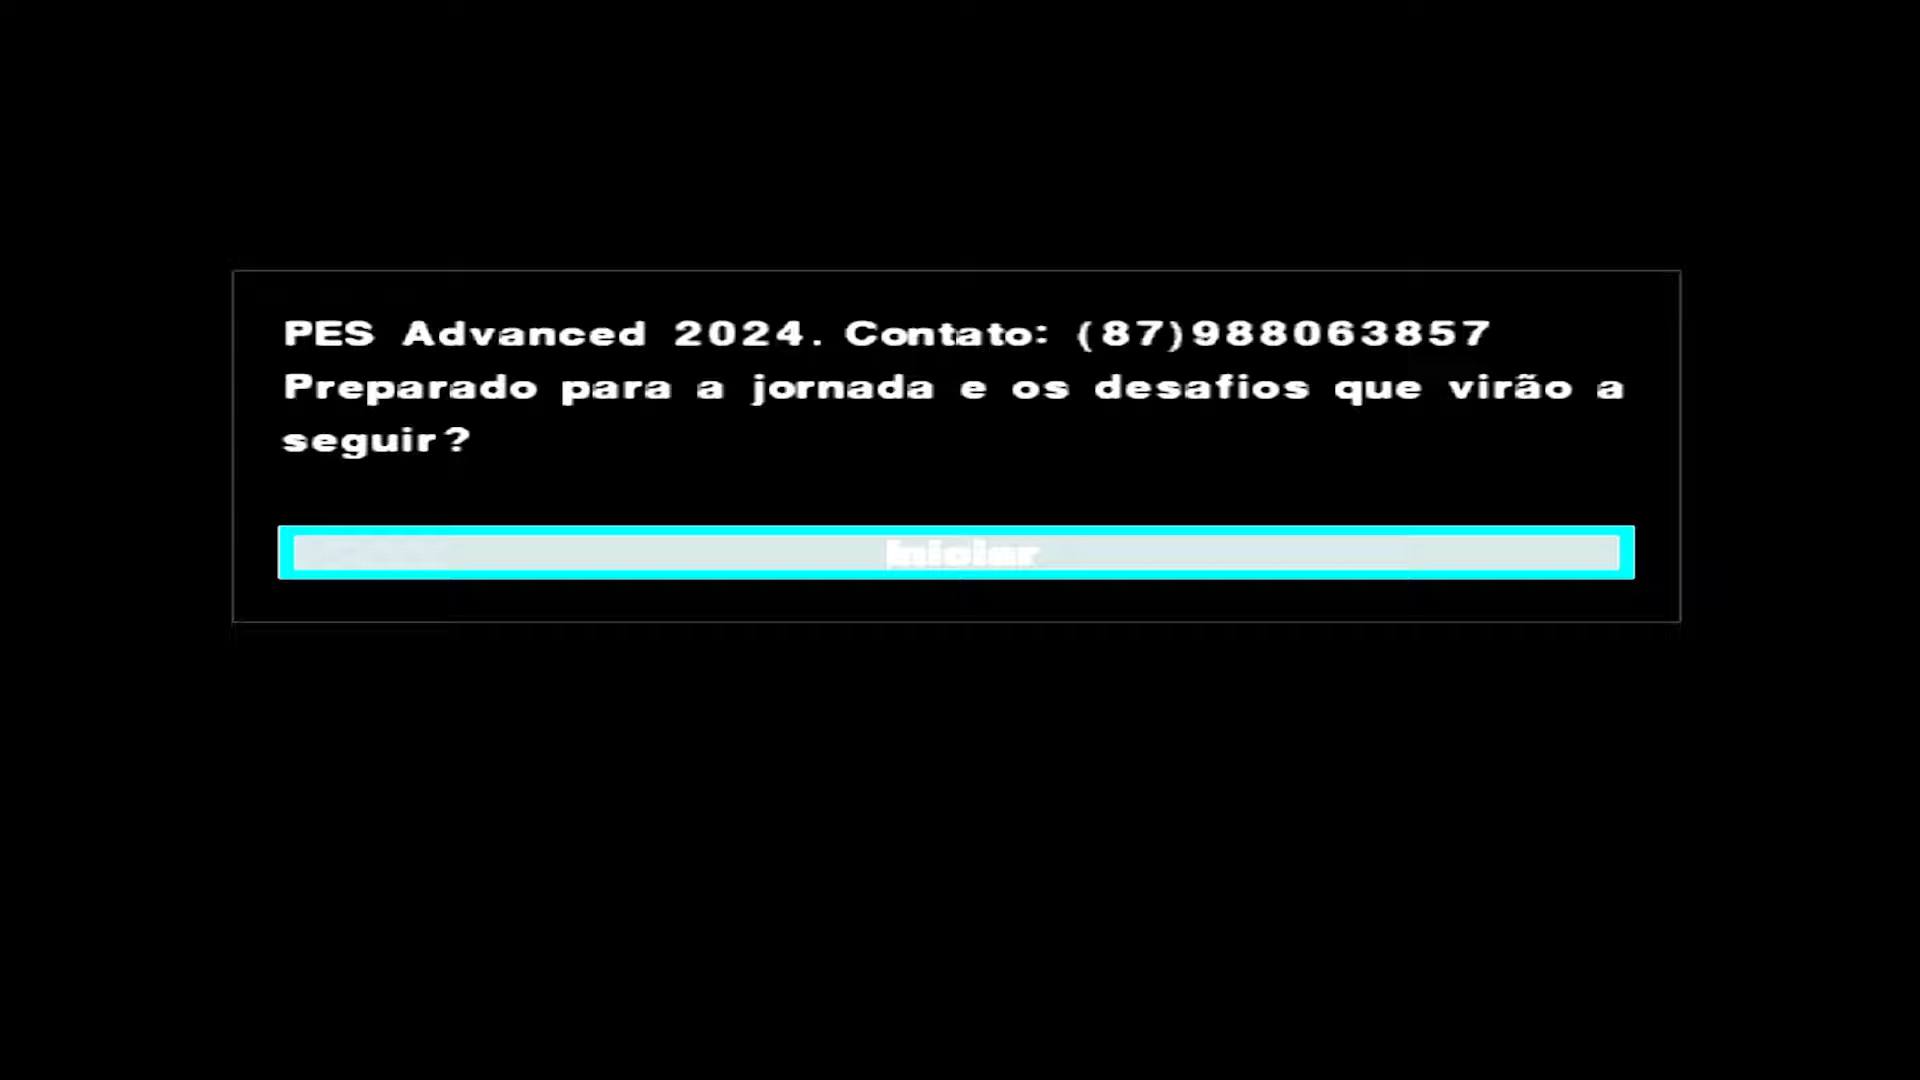 PES Advanced 2024. Contato: (87)988063857
Preparado para a jornada e os desafios que virão a
seguir?
Iniciar